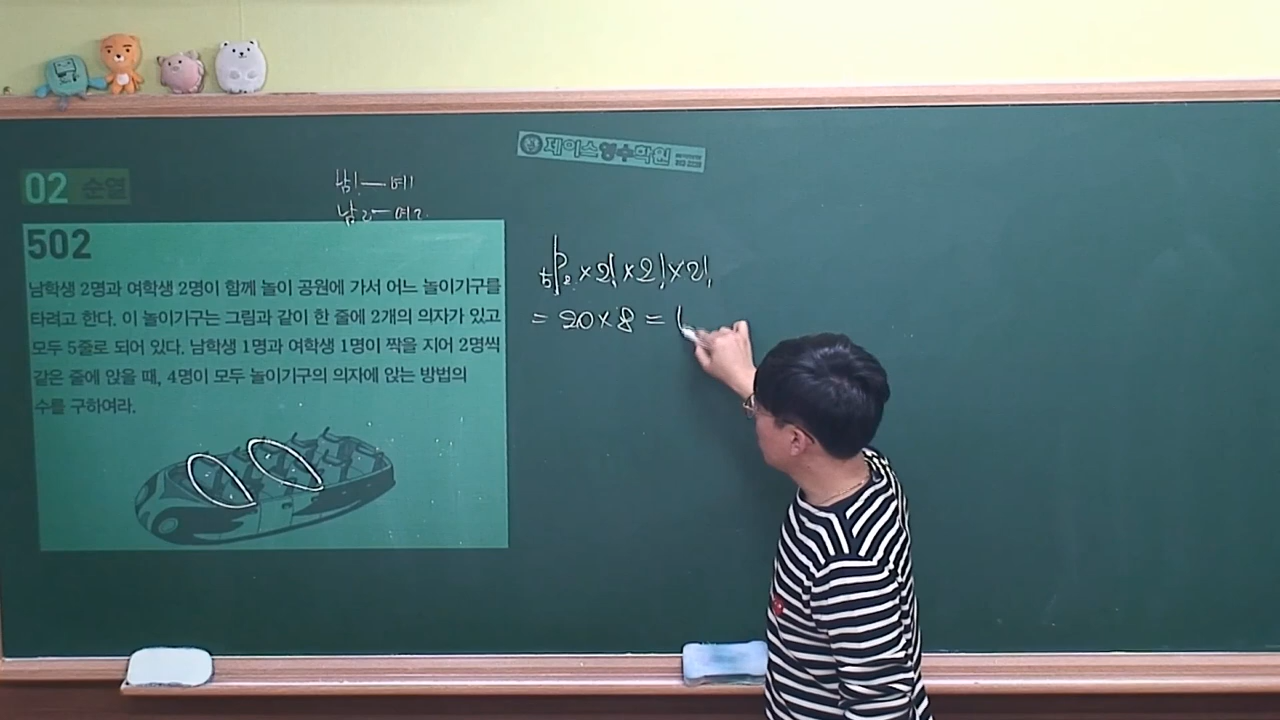 제이스영수학원
02 순열
남1 — 여1
남2 — 여2
502
남학생 2명과 여학생 2명이 함께 놀이 공원에 가서 어느 놀이기구를
타려고 한다. 이 놀이기구는 그림과 같이 한 줄에 2개의 의자가 있고
모두 5줄로 되어 있다. 남학생 1명과 여학생 1명이 짝을 지어 2명씩
같은 줄에 앉을 때, 4명이 모두 놀이기구의 의자에 앉는 방법의
수를 구하여라.
₅P₂ × 2! × 2! × 2!
= 20 × 8 = 1